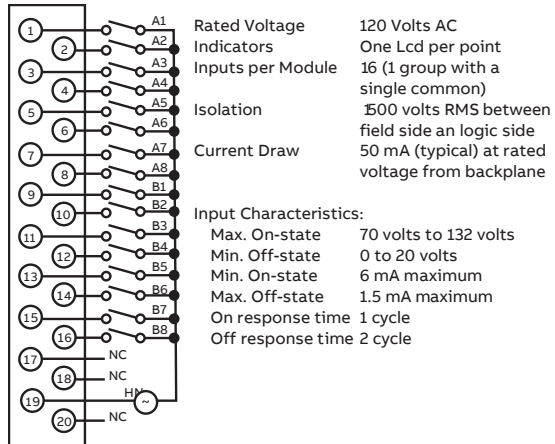 1 A1
2 A2
3 A3
4 A4
5 A5
6 A6
7 A7
8 A8
9 B1
10 B2
11 B3
12 B4
13 B5
14 B6
15 B7
16 B8
17 NC
18 NC
19 HN ~
20 NC
Rated Voltage 120 Volts AC
Indicators One Lcd per point
Inputs per Module 16 (1 group with a
single common)
Isolation 1500 volts RMS between
field side an logic side
Current Draw 50 mA (typical) at rated
voltage from backplane
Input Characteristics:
Max. On-state 70 volts to 132 volts
Min. Off-state 0 to 20 volts
Min. On-state 6 mA maximum
Max. Off-state 1.5 mA maximum
On response time 1 cycle
Off response time 2 cycle